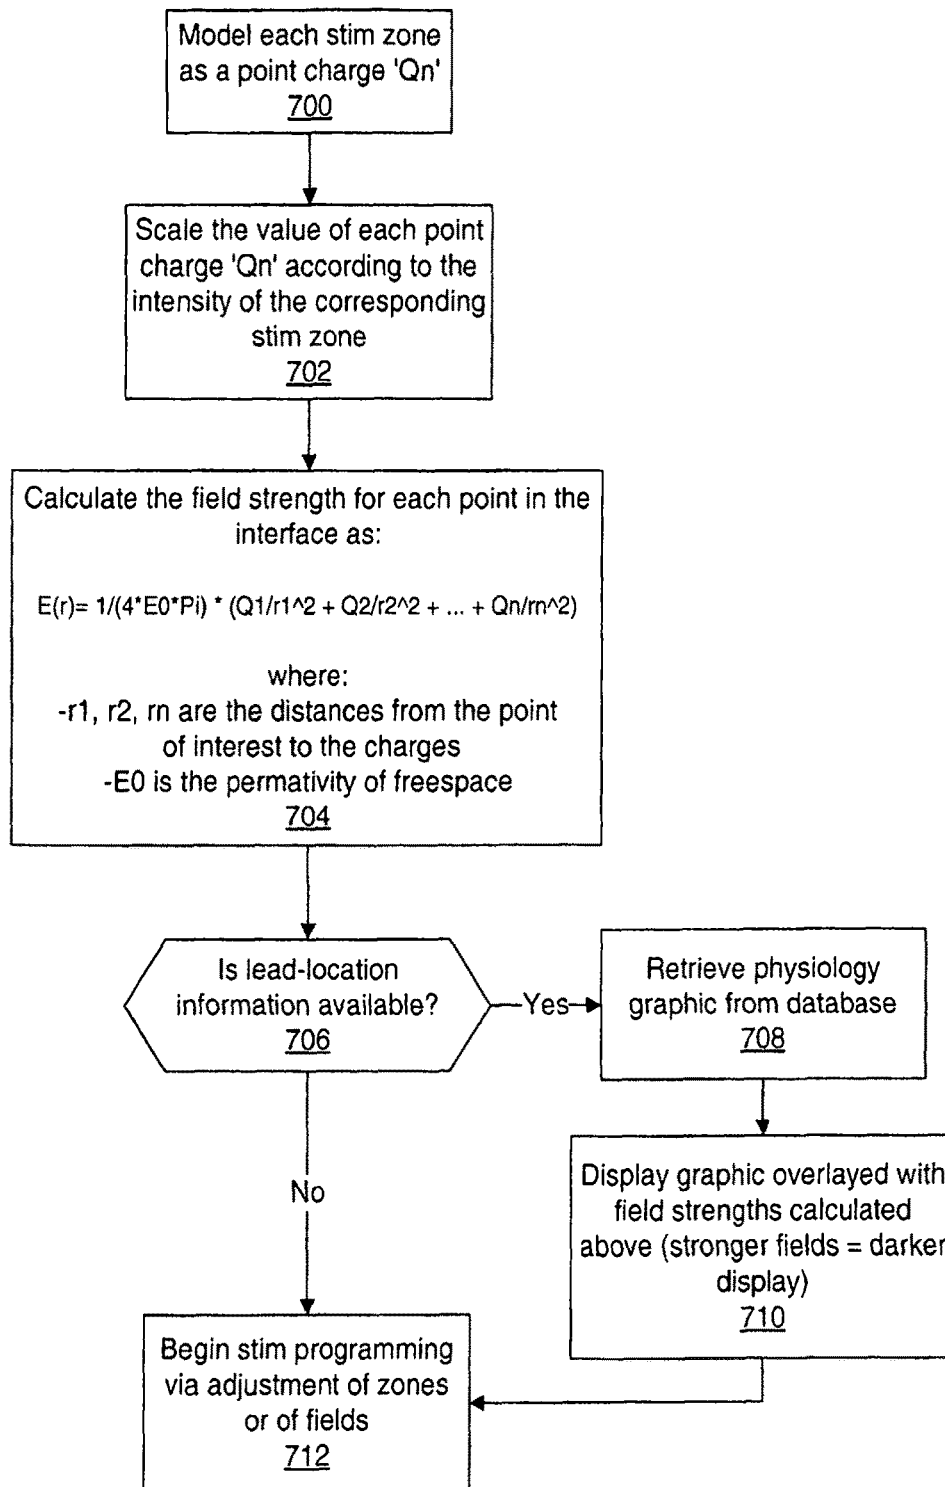 Model each stim zone
as a point charge 'Qn'
700
Scale the value of each point
charge 'Qn' according to the
intensity of the corresponding
stim zone
702
Calculate the field strength for each point in the
interface as:
E(r)= 1/(4*E0*Pi) * (Q1/r1^2 + Q2/r2^2 + ... + Qn/rn^2)
where:
-r1, r2, rn are the distances from the point
of interest to the charges
-E0 is the permativity of freespace
704
Is lead-location
information available?
706
Yes
Retrieve physiology
graphic from database
708
Display graphic overlayed with
field strengths calculated
above (stronger fields = darker
display)
710
No
Begin stim programming
via adjustment of zones
or of fields
712